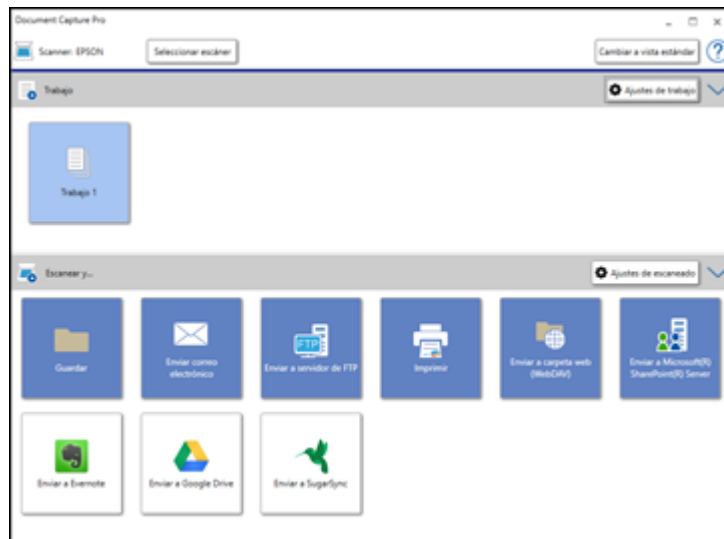 Document Capture Pro
Scanner: EPSON
Seleccionar escáner
Cambiar a vista estándar
?
Trabajo
Ajustes de trabajo
Trabajo 1
Escanear y...
Ajustes de escaneado
Guardar
Enviar correo
electrónico
FTP
Enviar a servidor de FTP
Imprimir
Enviar a carpeta web
(WebDAV)
Enviar a Microsoft(R)
SharePoint(R) Server
Enviar a Evernote
Enviar a Google Drive
Enviar a SugarSync